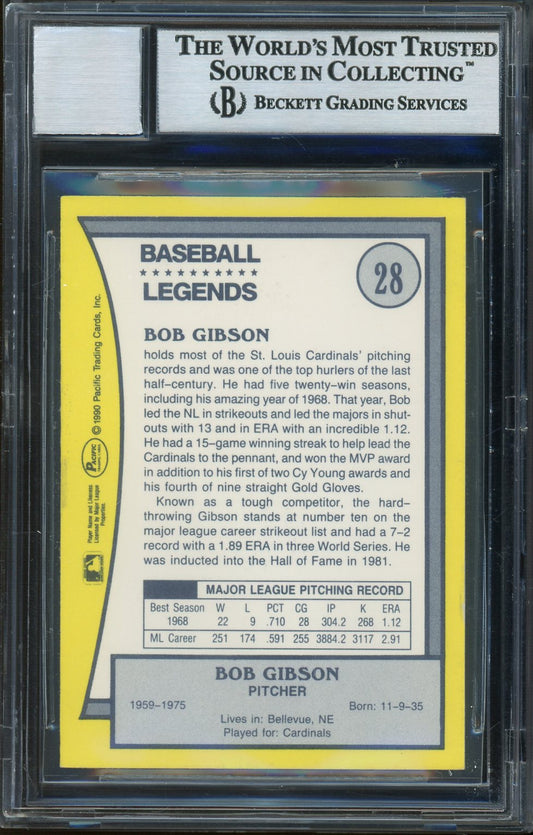 THE WORLD'S MOST TRUSTED
SOURCE IN COLLECTING™
(B) BECKETT GRADING SERVICES
BASEBALL
LEGENDS
28
BOB GIBSON
holds most of the St. Louis Cardinals' pitching
records and was one of the top hurlers of the last
half-century. He had five twenty-win seasons,
including his amazing year of 1968. That year, Bob
led the NL in strikeouts and led the majors in shut-
outs with 13 and in ERA with an incredible 1.12.
He had a 15-game winning streak to help lead the
Cardinals to the pennant, and won the MVP award
in addition to his first of two Cy Young awards and
his fourth of nine straight Gold Gloves.
Known as a tough competitor, the hard-
throwing Gibson stands at number ten on the
major league career strikeout list and had a 7-2
record with a 1.89 ERA in three World Series. He
was inducted into the Hall of Fame in 1981.
MAJOR LEAGUE PITCHING RECORD
Best Season W L PCT CG IP K ERA
1968 22 9 .710 28 304.2 268 1.12
ML Career 251 174 .591 255 3884.2 3117 2.91
BOB GIBSON
PITCHER
1959-1975 Born: 11-9-35
Lives in: Bellevue, NE
Played for: Cardinals
© 1990 Pacific Trading Cards, Inc.
PACIFIC
Player Name and Likeness
Licensed by Major League
Properties.